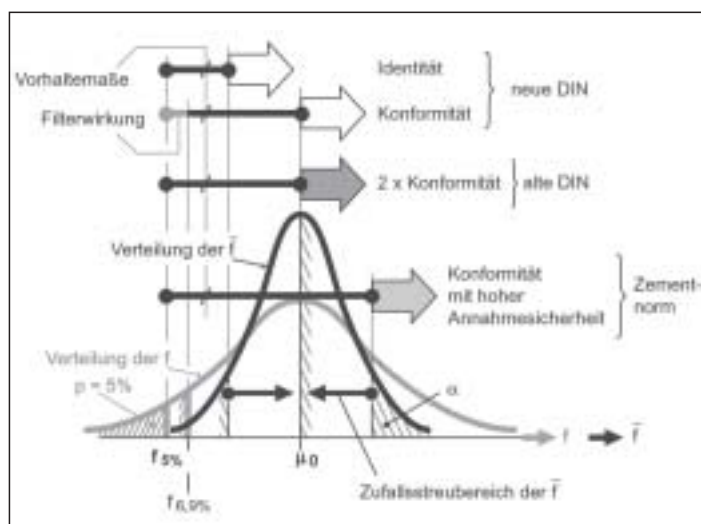 Identität
Vorhaltemaße
neue DIN
Filterwirkung
Konformität
2 x Konformität
alte DIN
Verteilung der f̄
Konformität
mit hoher
Annahmesicherheit
Zement-
norm
Verteilung der f
p = 5%
α
f f̄
f5% μ0
Zufallsstreubereich der f̄
f6,9%